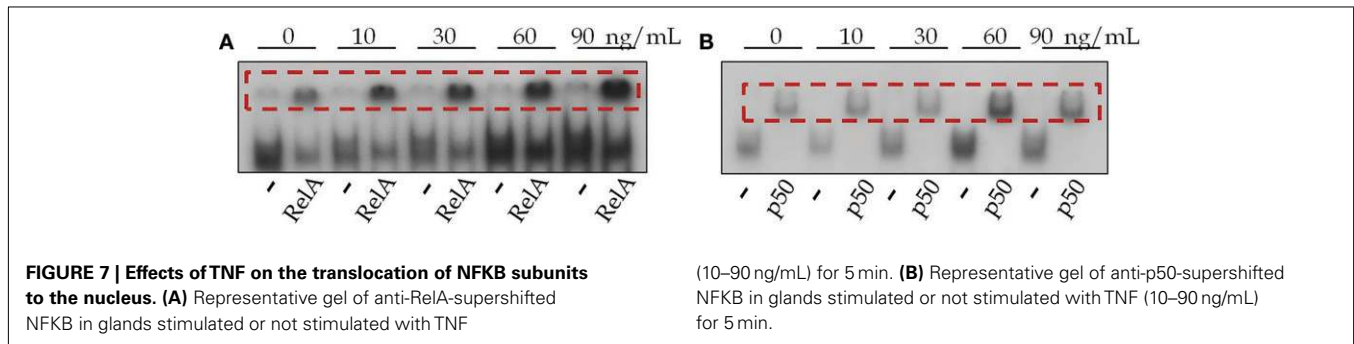 A 0 10 30 60 90 ng/mL
- RelA - RelA - RelA - RelA - RelA
B 0 10 30 60 90 ng/mL
- p50 - p50 - p50 - p50 - p50
FIGURE 7 | Effects of TNF on the translocation of NFKB subunits
to the nucleus. (A) Representative gel of anti-RelA-supershifted
NFKB in glands stimulated or not stimulated with TNF
(10–90 ng/mL) for 5 min. (B) Representative gel of anti-p50-supershifted
NFKB in glands stimulated or not stimulated with TNF (10–90 ng/mL)
for 5 min.